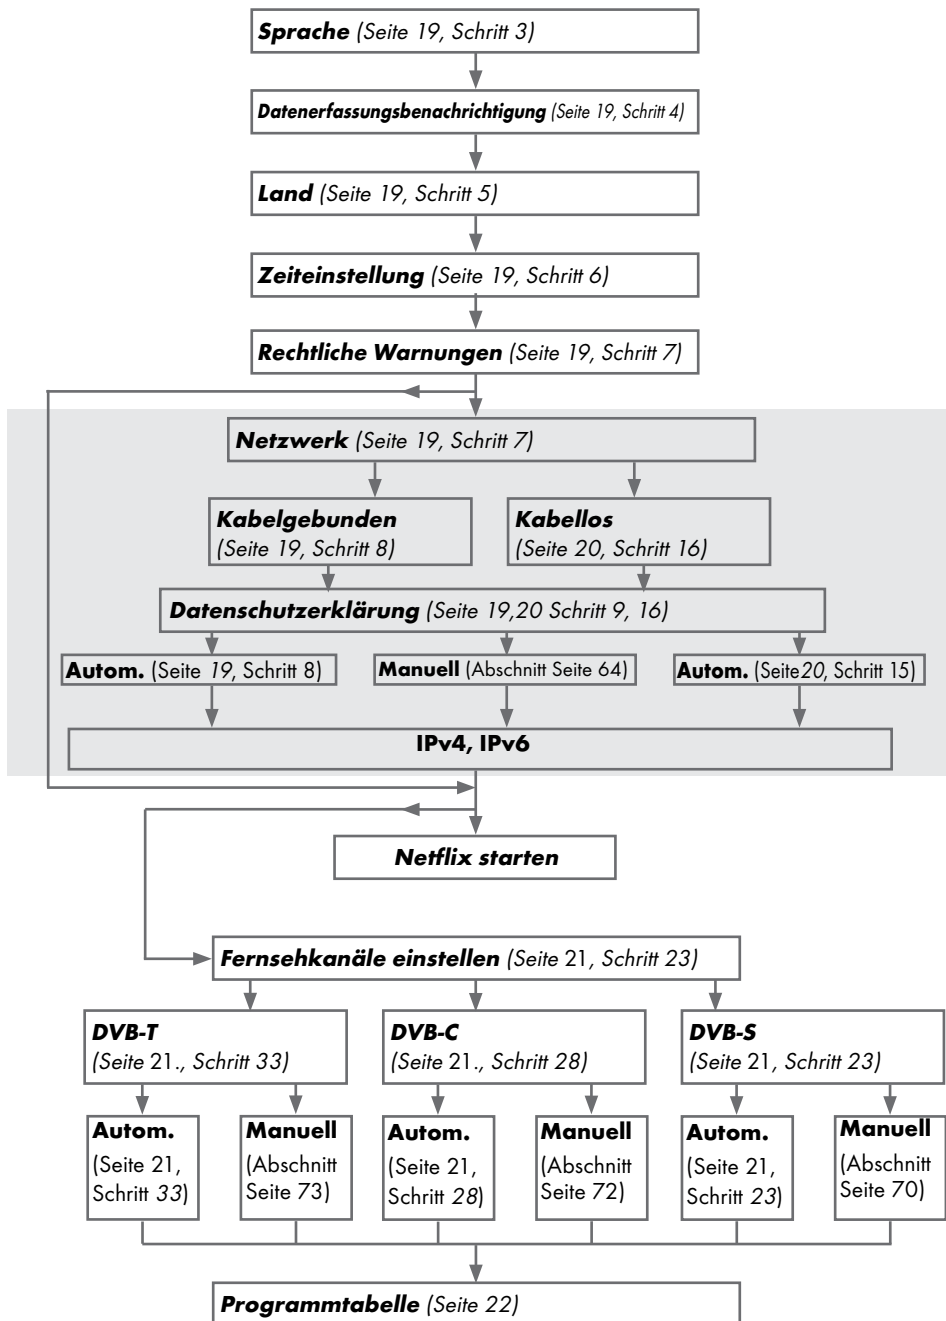 Sprache (Seite 19, Schritt 3)
Datenerfassungsbenachrichtigung (Seite 19, Schritt 4)
Land (Seite 19, Schritt 5)
Zeiteinstellung (Seite 19, Schritt 6)
Rechtliche Warnungen (Seite 19, Schritt 7)
Netzwerk (Seite 19, Schritt 7)
Kabelgebunden
(Seite 19, Schritt 8)
Kabellos
(Seite 20, Schritt 16)
Datenschutzerklärung (Seite 19,20 Schritt 9, 16)
Autom. (Seite 19, Schritt 8)
Manuell (Abschnitt Seite 64)
Autom. (Seite20, Schritt 15)
IPv4, IPv6
Netflix starten
Fernsehkanäle einstellen (Seite 21, Schritt 23)
DVB-T
(Seite 21., Schritt 33)
DVB-C
(Seite 21., Schritt 28)
DVB-S
(Seite 21, Schritt 23)
Autom.
(Seite 21,
Schritt 33)
Manuell
(Abschnitt
Seite 73)
Autom.
(Seite 21,
Schritt 28)
Manuell
(Abschnitt
Seite 72)
Autom.
(Seite 21,
Schritt 23)
Manuell
(Abschnitt
Seite 70)
Programmtabelle (Seite 22)